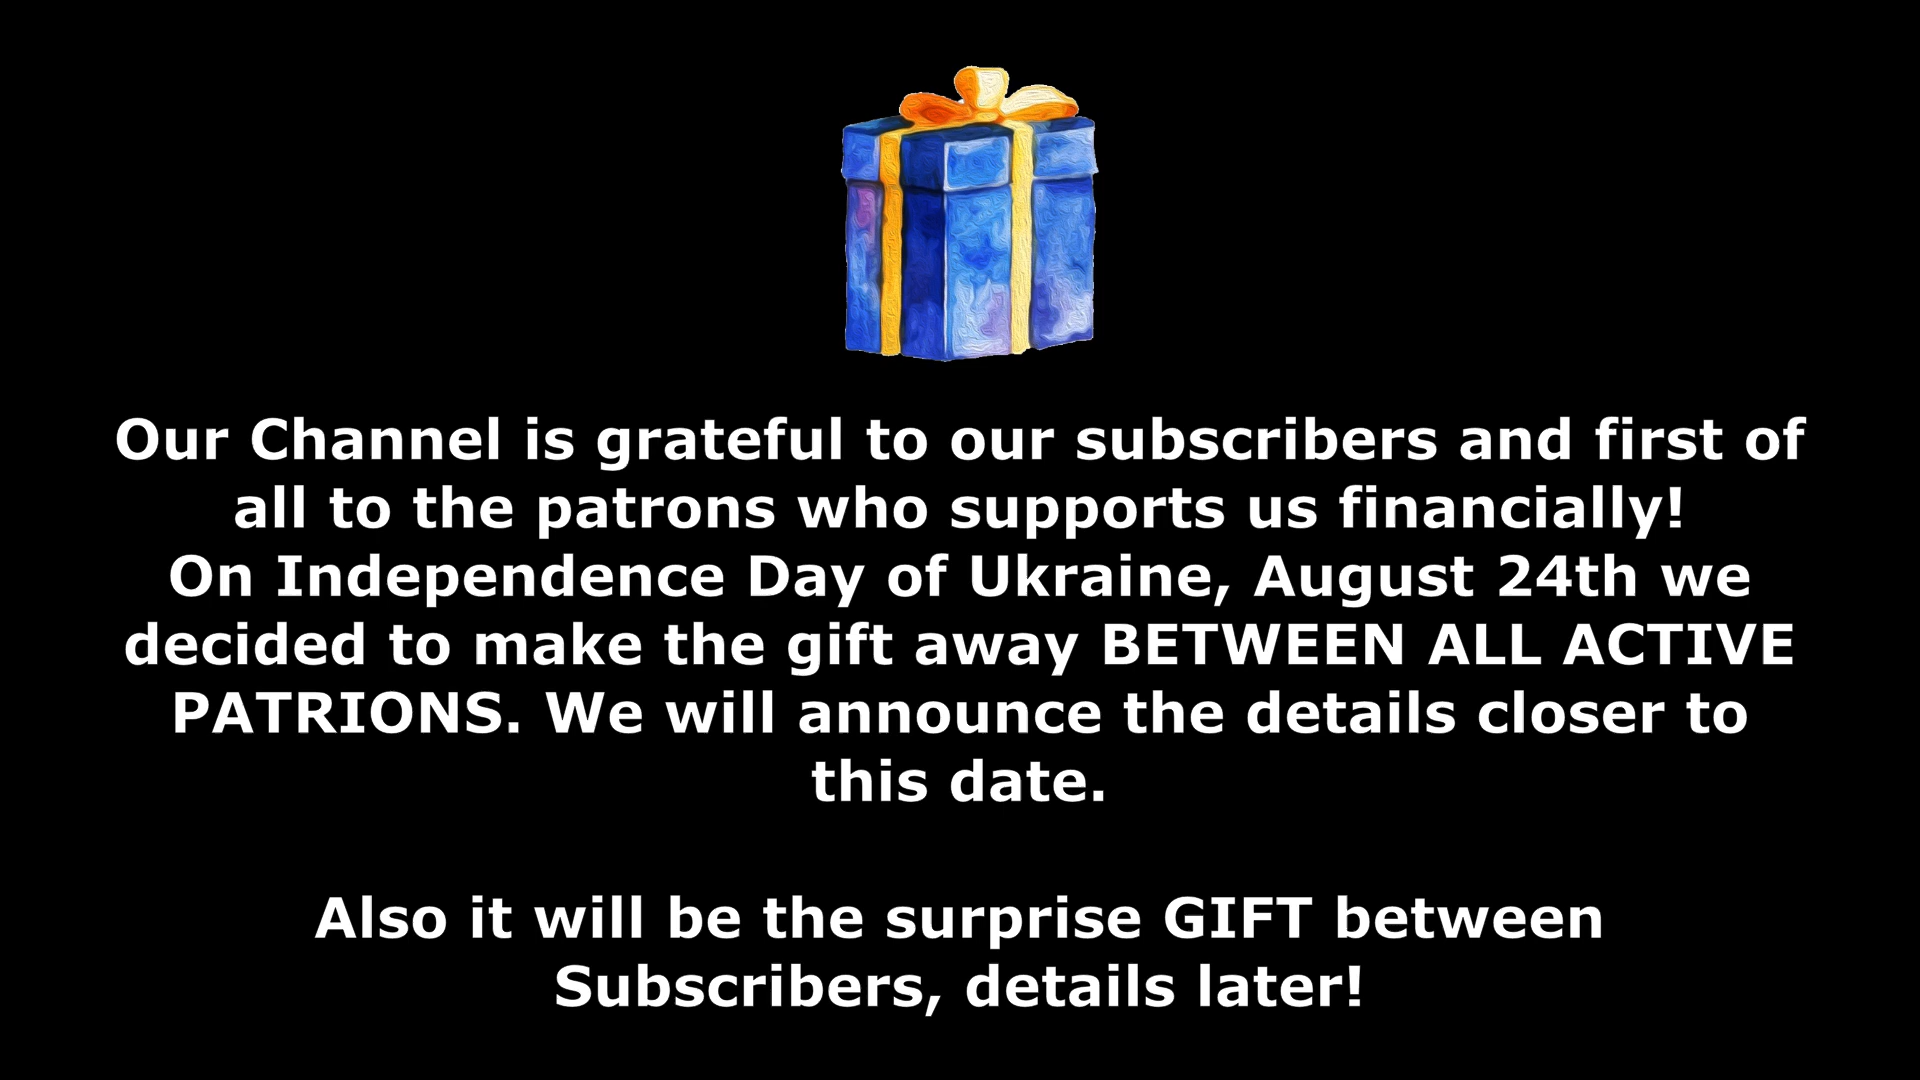 Our Channel is grateful to our subscribers and first of
all to the patrons who supports us financially!
On Independence Day of Ukraine, August 24th we
decided to make the gift away BETWEEN ALL ACTIVE
PATRIONS. We will announce the details closer to
this date.
Also it will be the surprise GIFT between
Subscribers, details later!